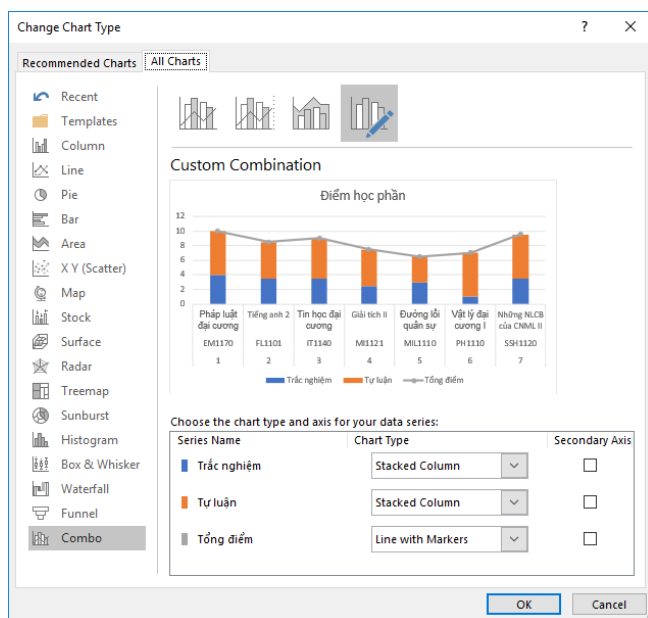 Change Chart Type
?
Recommended Charts
All Charts
Recent
Templates
Column
Line
Pie
Bar
Area
X Y (Scatter)
Map
Stock
Surface
Radar
Treemap
Sunburst
Histogram
Box & Whisker
Waterfall
Funnel
Combo
Custom Combination
Điểm học phần
12
10
8
6
4
2
0
Pháp luật Tiếng anh 2 Tin học đại Giải tích II Đường lối Vật lý đại Những NLCB
đại cương cương quân sự cương I của CNML II
EM1170 FL1101 IT1140 MI1121 MIL1110 PH1110 SSH1120
1 2 3 4 5 6 7
Trắc nghiệm Tự luận Tổng điểm
Choose the chart type and axis for your data series:
Series Name Chart Type Secondary Axis
Trắc nghiệm Stacked Column
Tự luận Stacked Column
Tổng điểm Line with Markers
OK Cancel